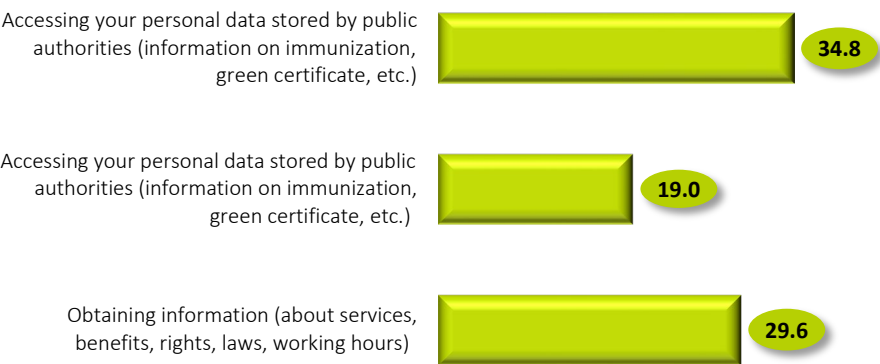 Accessing your personal data stored by public
authorities (information on immunization,
green certificate, etc.)
34.8
Accessing your personal data stored by public
authorities (information on immunization,
green certificate, etc.)
19.0
Obtaining information (about services,
benefits, rights, laws, working hours)
29.6